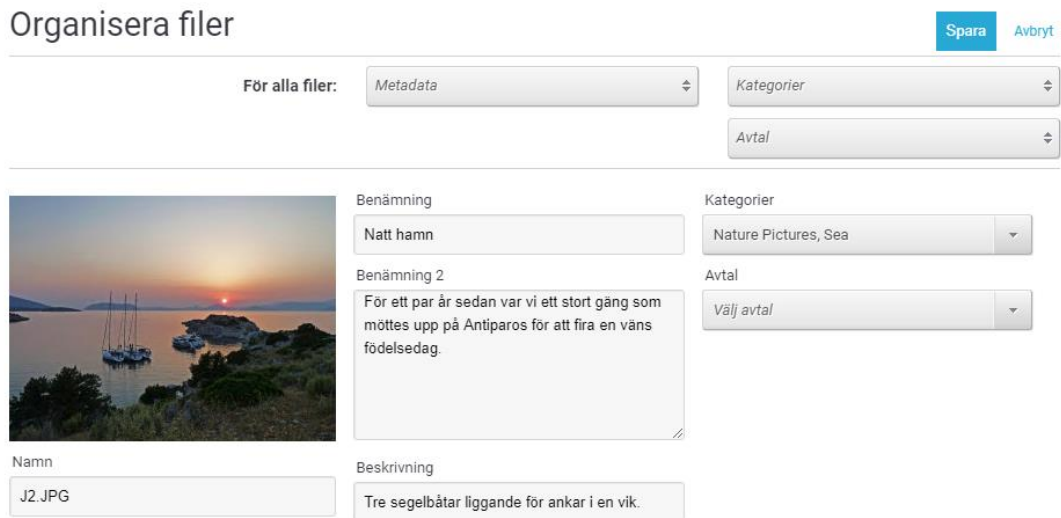 Organisera filer
Spara
Avbryt
För alla filer:
Metadata
Kategorier
Avtal
Benämning
Natt hamn
Kategorier
Nature Pictures, Sea
Benämning 2
För ett par år sedan var vi ett stort gäng som
möttes upp på Antiparos för att fira en väns
födelsedag.
Avtal
Välj avtal
Namn
J2.JPG
Beskrivning
Tre segelbåtar liggande för ankar i en vik.